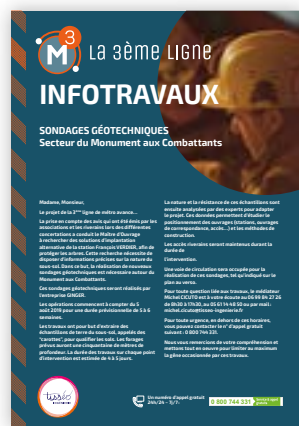 M3 La 3ème Ligne
INFOTRAVAUX
SONDAGES GÉOTECHNIQUES
Secteur du Monument aux Combattants
Madame, Monsieur,
Le projet de la 3ème ligne de métro avance...
La prise en compte des avis qui ont été émis par les
associations et les riverains lors des différentes
concertations a conduit le Maître d'Ouvrage
à rechercher des solutions d'implantation
alternative de la station François VERDIER, afin de
protéger les arbres. Cette recherche nécessite de
disposer d'informations précises sur la nature du
sous-sol. Dans ce but, la réalisation de nouveaux
sondages géotechniques est nécessaire autour du
Monument aux Combattants.
Ces sondages géotechniques seront réalisés par
l'entreprise GINGER.
Les opérations commencent à compter du 5
août 2019 pour une durée prévisionnelle de 5 à 6
semaines.
Les travaux ont pour but d'extraire des
échantillons de terre du sous-sol, appelés des
"carottes", pour qualifier les sols. Les forages
prévus auront une cinquantaine de mètres de
profondeur. La durée des travaux sur chaque point
d'intervention est estimée de 4 à 5 jours.
La nature et la résistance de ces échantillons sont
ensuite analysées par des experts pour adapter
le projet. Ces données permettent d'étudier le
positionnement des ouvrages (stations, ouvrages
de correspondance, accès...) et les méthodes de
construction.
Les accès riverains seront maintenus durant la
durée de
l'intervention.
Une voie de circulation sera occupée pour la
réalisation de ces sondages, tel qu'indiqué sur le
plan au verso.
Pour toute question liée aux travaux, le médiateur
Michel CICUTO est à votre écoute au 06 99 84 27 26
de 8h30 à 17h30, au 05 61 14 48 50 ou par mail :
michel.cicuto@tisseo-ingenierie.fr
Pour toute urgence, en dehors de ces horaires,
vous pouvez contacter le n° d'appel gratuit
suivant : 0 800 744 331.
Nous vous remercions de votre compréhension et
mettons tout en oeuvre pour limiter au maximum
la gêne occasionnée par ces travaux.
tisséo
Un numéro d'appel gratuit
24h/24 - 7j/7:
0 800 744 331
Service & appel
gratuits